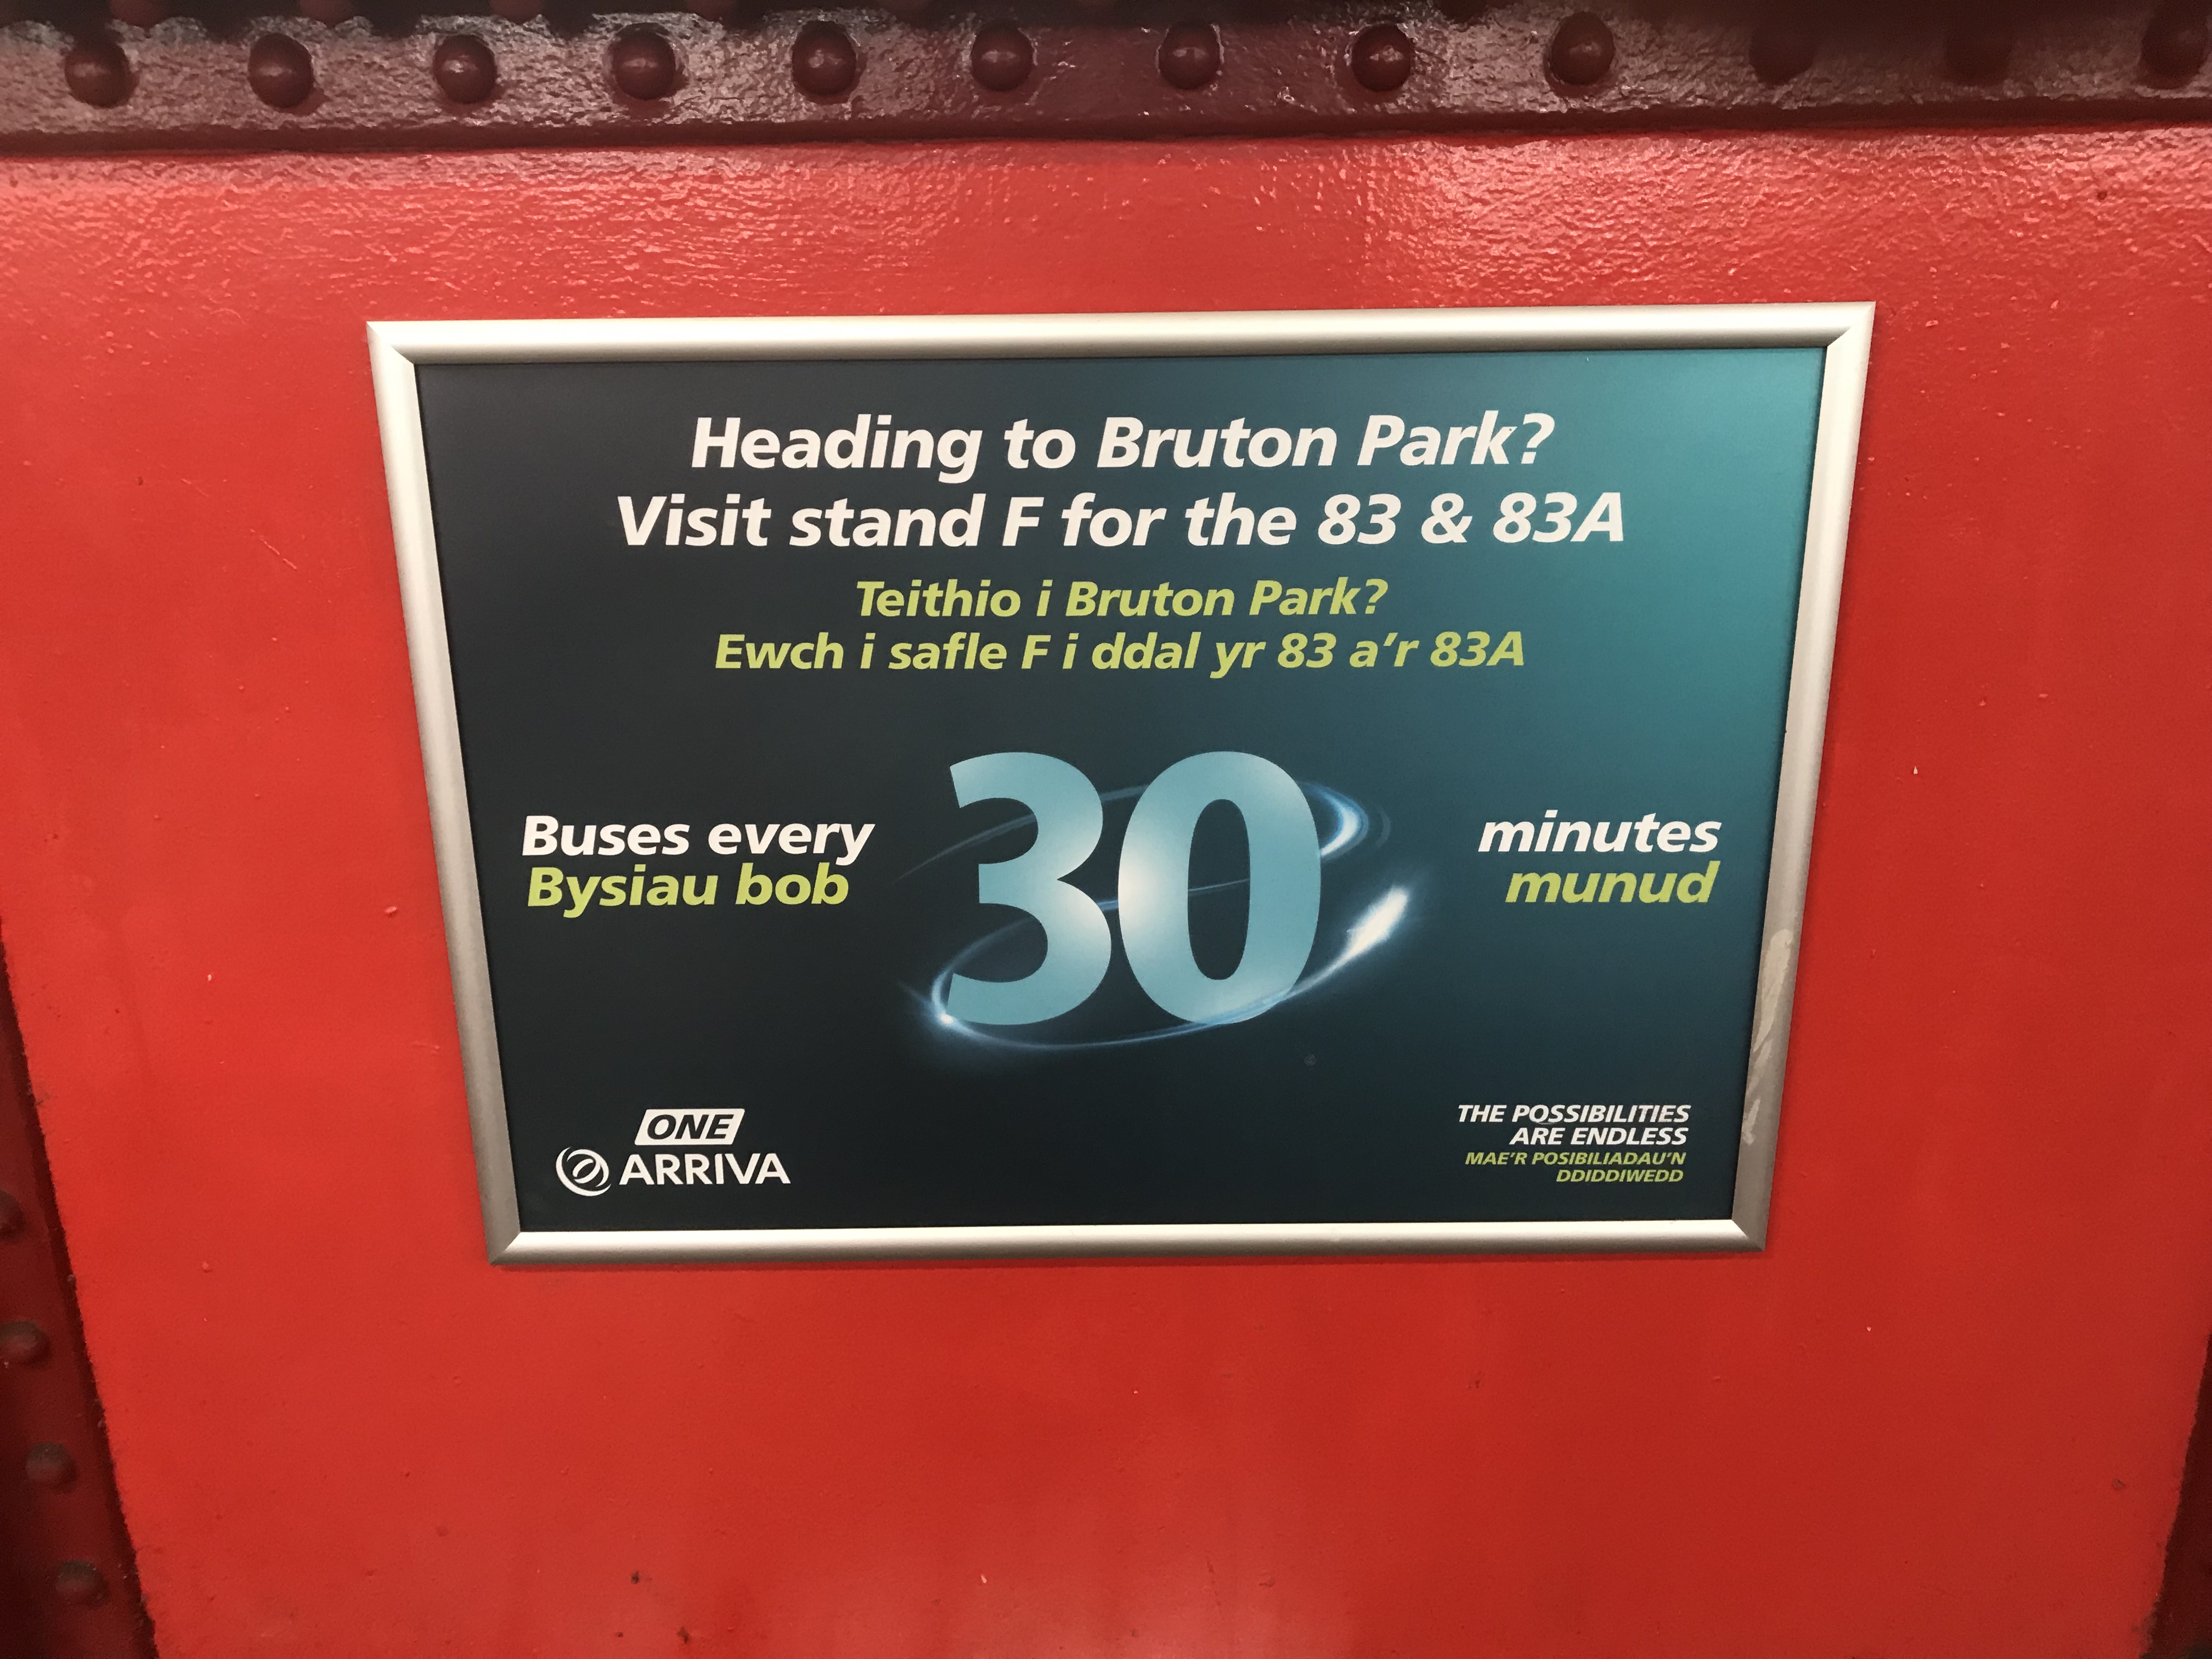 Heading to Bruton Park?
Visit stand F for the 83 & 83A
Teithio i Bruton Park?
Ewch i safle F i ddal yr 83 a'r 83A
Buses every
Bysiau bob
30
minutes
munud
ONE
ARRIVA
THE POSSIBILITIES
ARE ENDLESS
MAE'R POSIBILIADAU'N
DDIDDIWEDD